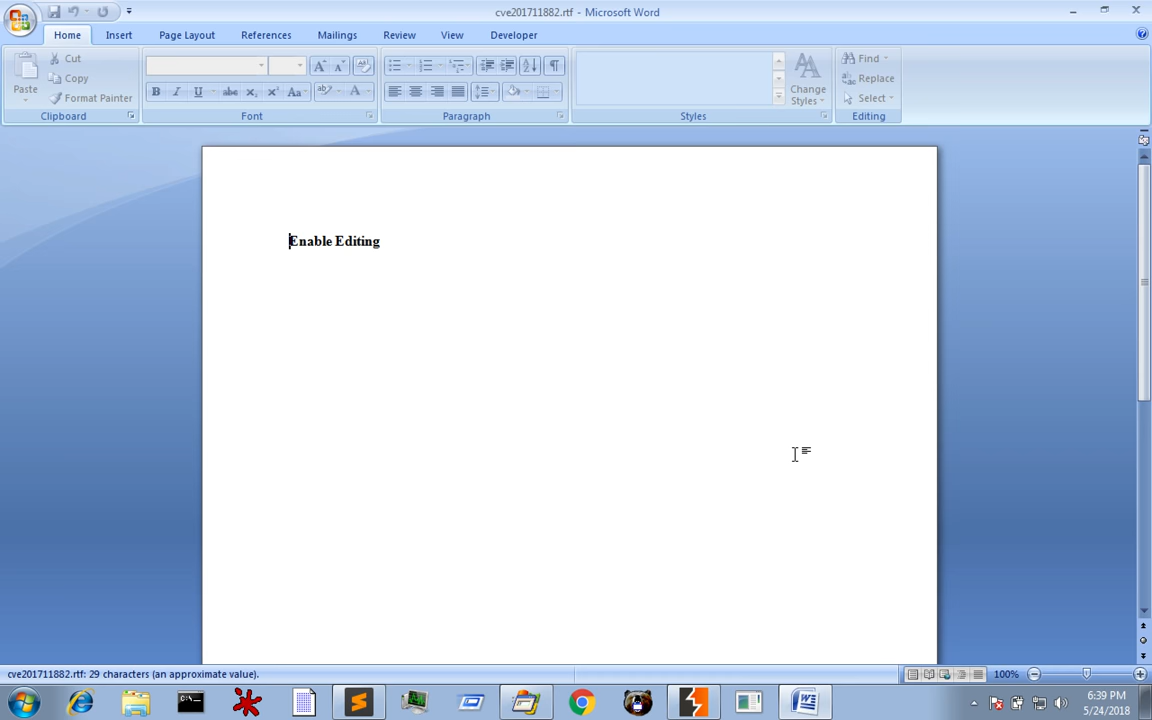 cve201711882.rtf - Microsoft Word
Home Insert Page Layout References Mailings Review View Developer
Paste
Cut
Copy
Format Painter
Clipboard
Font
Paragraph
Change Styles
Styles
Find
Replace
Select
Editing
Enable Editing
cve201711882.rtf: 29 characters (an approximate value).
100%
6:39 PM
5/24/2018